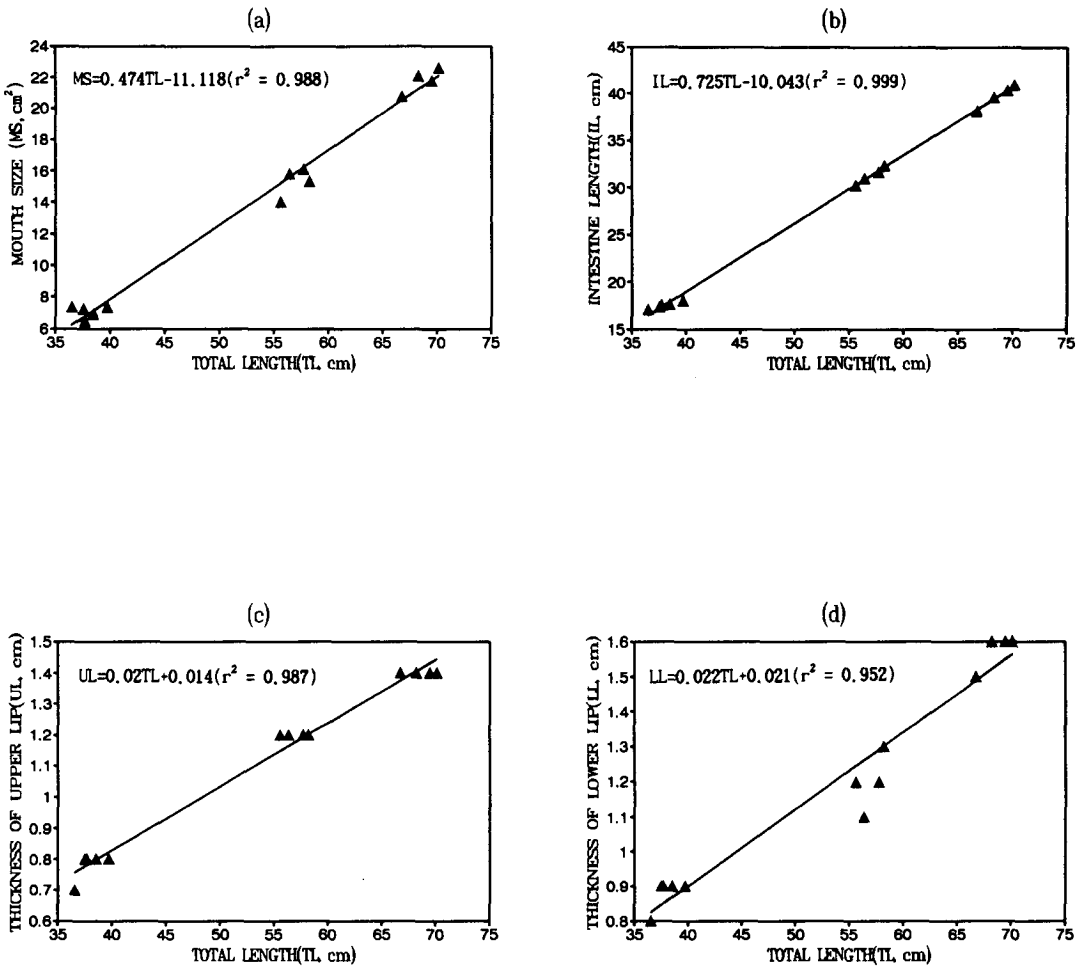 (a)
24
22
20
18
16
14
12
10
8
6
MOUTH SIZE (MS, cm²)
MS=0.474TL-11.118(r² = 0.988)
35 40 45 50 55 60 65 70 75
TOTAL LENGTH(TL, cm)
(b)
45
40
35
30
25
20
15
INTESTINE LENGTH(IL, cm)
IL=0.725TL-10.043(r² = 0.999)
35 40 45 50 55 60 65 70 75
TOTAL LENGTH(TL, cm)
(c)
1.5
1.4
1.3
1.2
1.1
1
0.9
0.8
0.7
0.6
THICKNESS OF UPPER LIP(UL, cm)
UL=0.02TL+0.014(r² = 0.987)
35 40 45 50 55 60 65 70 75
TOTAL LENGTH(TL, cm)
(d)
1.6
1.5
1.4
1.3
1.2
1.1
1
0.9
0.8
THICKNESS OF LOWER LIP(LL, cm)
LL=0.022TL+0.021(r² = 0.952)
35 40 45 50 55 60 65 70 75
TOTAL LENGTH(TL, cm)